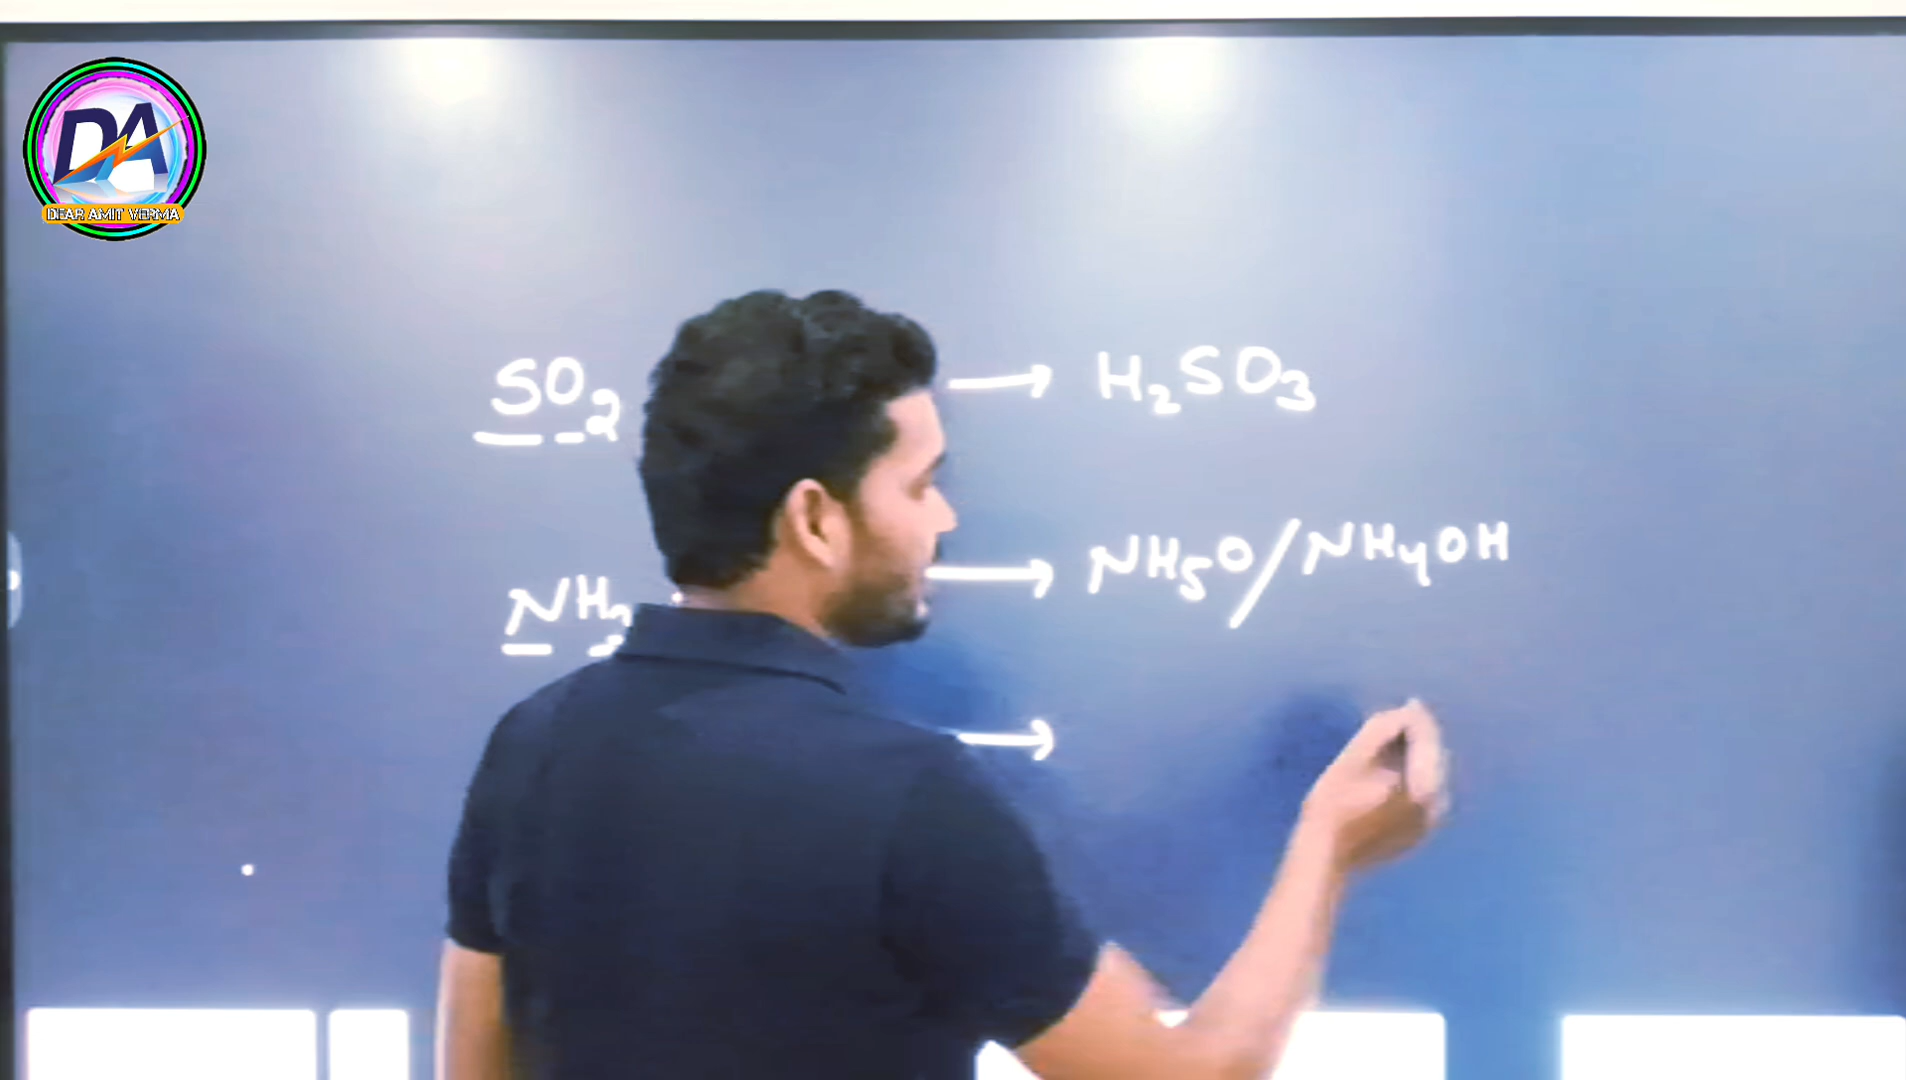 DA
DEAR AMIT VERMA
SO₂ → H₂SO₃
NH₃ → NH₅O/NH₄OH
→